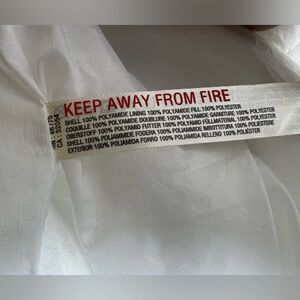 KEEP AWAY FROM FIRE
SHELL 100% POLYAMIDE LINING 100% POLYAMIDE FILL 100% POLYESTER
COQUILLE 100% POLYAMIDE DOUBLURE 100% POLYAMIDE GARNITURE 100% POLYESTER
OBERSTOFF 100% POLYAMID FUTTER 100% POLYAMID FÜLLMATERIAL 100% POLYESTER
SHELL 100% POLIAMMIDE FODERA 100% POLIAMMIDE IMBOTTITURA 100% POLIESTERE
EXTERIOR 100% POLIAMIDA FORRO 100% POLIAMIDA RELLENO 100% POLIÉSTER
CA : 32054